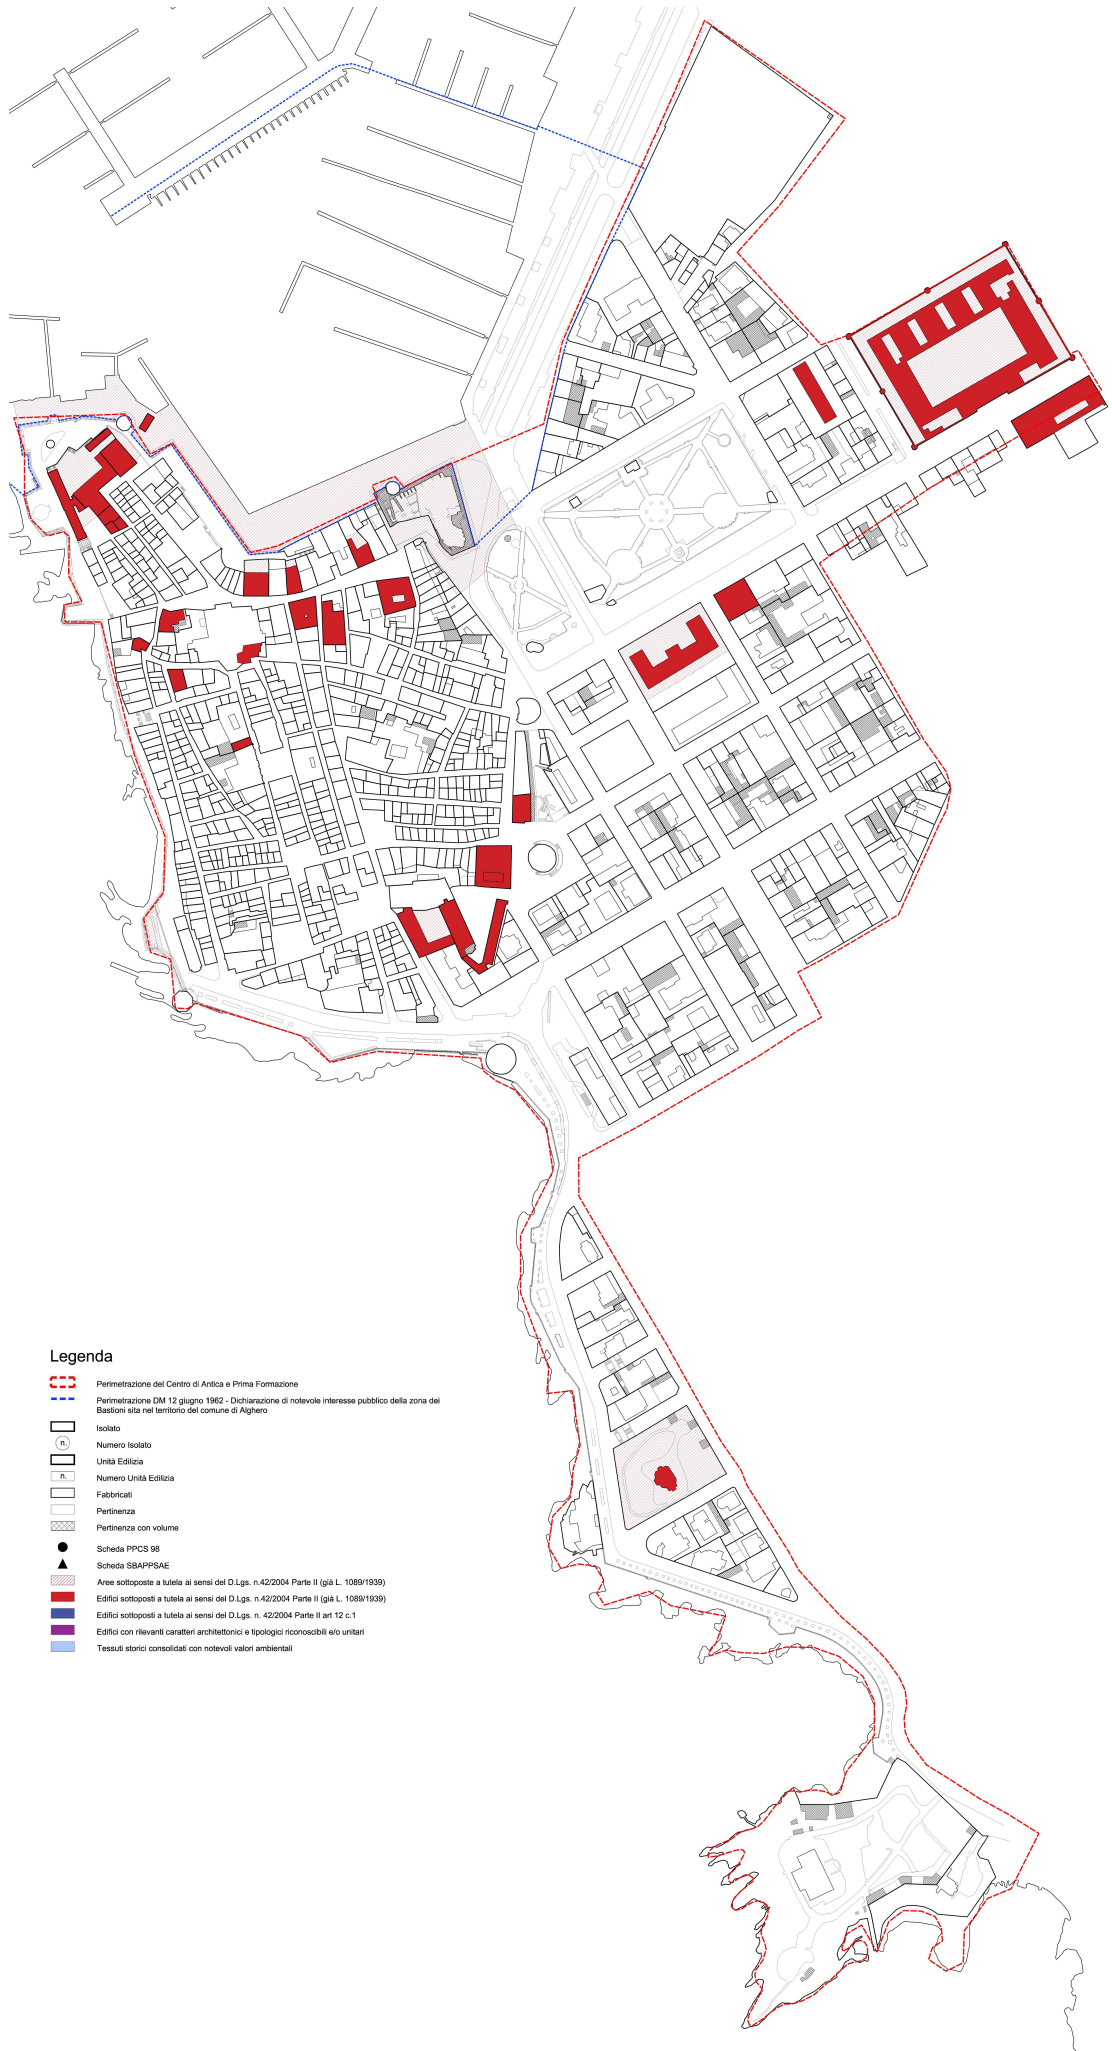 Legenda
Perimetrazione del Centro di Antica e Prima Formazione
Perimetrazione DM 12 giugno 1962 - Dichiarazione di notevole interesse pubblico della zona dei
Bastioni sita nel territorio del comune di Alghero
Isolato
n. Numero Isolato
Unità Edilizia
n. Numero Unità Edilizia
Fabbricati
Pertinenza
Pertinenza con volume
Scheda PPCS 98
Scheda SBAPPSAE
Aree sottoposte a tutela ai sensi del D.Lgs. n.42/2004 Parte II (già L. 1089/1939)
Edifici sottoposti a tutela ai sensi del D.Lgs. n.42/2004 Parte II (già L. 1089/1939)
Edifici sottoposti a tutela ai sensi del D.Lgs. n. 42/2004 Parte II art 12 c.1
Edifici con rilevanti caratteri architettonici e tipologici riconoscibili e/o unitari
Tessuti storici consolidati con notevoli valori ambientali